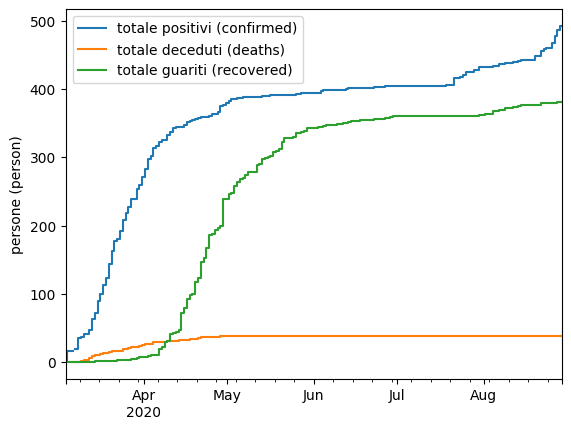 totale positivi (confirmed)
totale deceduti (deaths)
totale guariti (recovered)
persone (person)
500
400
300
200
100
0
Apr
2020
May
Jun
Jul
Aug